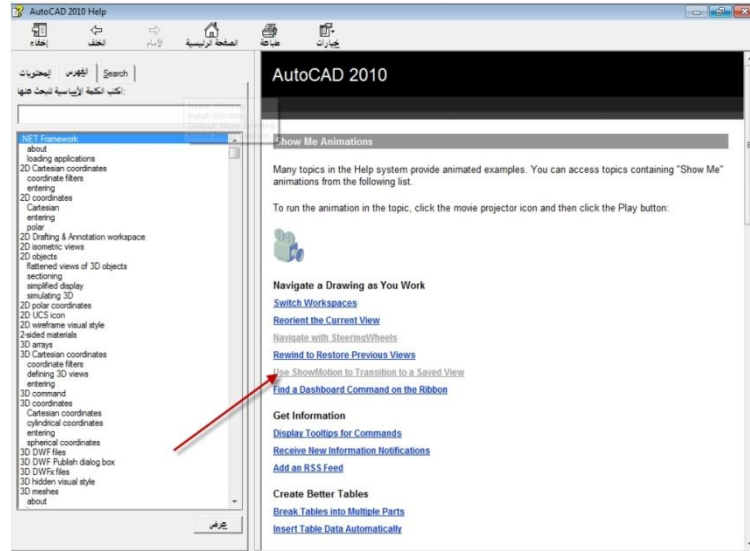 AutoCAD 2010 Help
إخفاء
الخلف
الأمام
الصفحة الرئيسية
طباعة
خيارات
المحتويات
الفهرس
Search
اكتب الكلمة الأساسية للبحث عنها:
.NET Framework
about
loading applications
2D Cartesian coordinates
coordinate filters
entering
2D coordinates
Cartesian
entering
polar
2D Drafting & Annotation workspace
2D isometric views
2D objects
flattened views of 3D objects
sectioning
simplified display
simulating 3D
2D polar coordinates
2D UCS icon
2D wireframe visual style
2-sided materials
3D arrays
3D Cartesian coordinates
coordinate filters
defining 3D views
entering
3D command
3D coordinates
Cartesian coordinates
cylindrical coordinates
entering
spherical coordinates
3D DWF files
3D DWF Publish dialog box
3D DWFx files
3D hidden visual style
3D meshes
about
عرض
AutoCAD 2010
Show Me Animations
Many topics in the Help system provide animated examples. You can access topics containing "Show Me"
animations from the following list.
To run the animation in the topic, click the movie projector icon and then click the Play button:
Navigate a Drawing as You Work
Switch Workspaces
Reorient the Current View
Navigate with SteeringWheels
Rewind to Restore Previous Views
Use ShowMotion to Transition to a Saved View
Find a Dashboard Command on the Ribbon
Get Information
Display Tooltips for Commands
Receive New Information Notifications
Add an RSS Feed
Create Better Tables
Break Tables into Multiple Parts
Insert Table Data Automatically